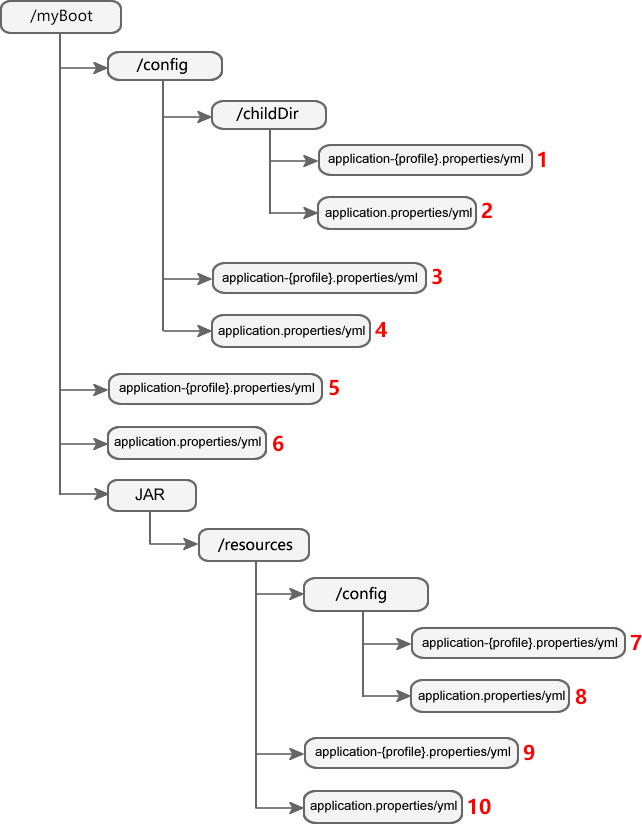 /myBoot
/config
/childDir
application-{profile}.properties/yml 1
application.properties/yml 2
application-{profile}.properties/yml 3
application.properties/yml 4
application-{profile}.properties/yml 5
application.properties/yml 6
JAR
/resources
/config
application-{profile}.properties/yml 7
application.properties/yml 8
application-{profile}.properties/yml 9
application.properties/yml 10